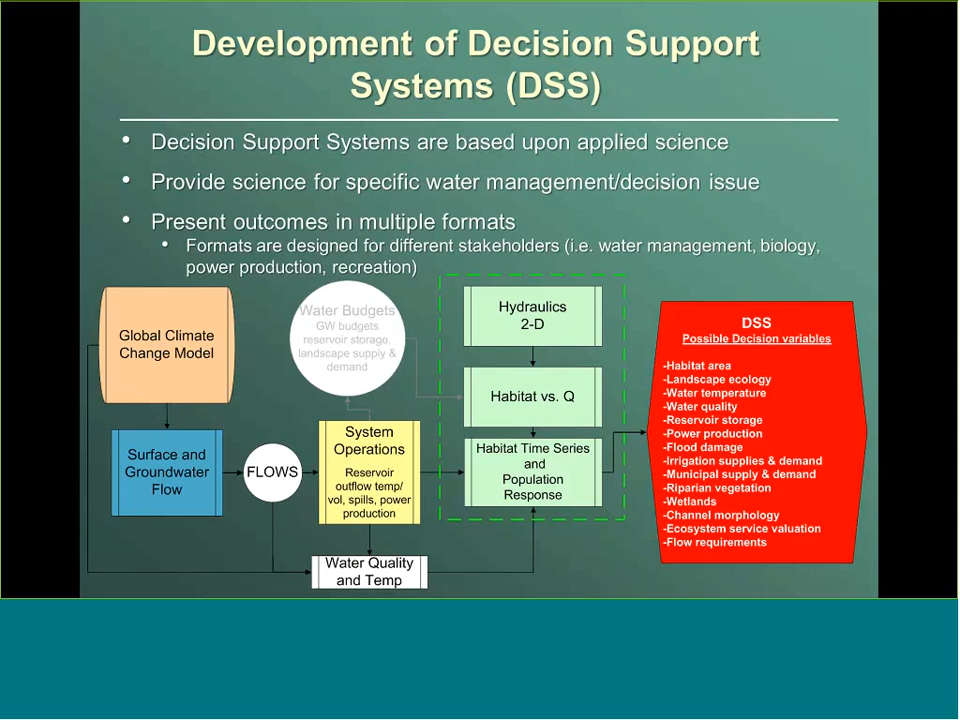 Development of Decision Support
Systems (DSS)
• Decision Support Systems are based upon applied science
• Provide science for specific water management/decision issue
• Present outcomes in multiple formats
• Formats are designed for different stakeholders (i.e. water management, biology,
power production, recreation)
Global Climate
Change Model
Surface and
Groundwater
Flow
FLOWS
Water Budgets
GW budgets
reservoir storage,
landscape supply &
demand
System
Operations
Reservoir
outflow temp/
vol, spills, power
production
Water Quality
and Temp
Hydraulics
2-D
Habitat vs. Q
Habitat Time Series
and
Population
Response
DSS
Possible Decision variables
-Habitat area
-Landscape ecology
-Water temperature
-Water quality
-Reservoir storage
-Power production
-Flood damage
-Irrigation supplies & demand
-Municipal supply & demand
-Riparian vegetation
-Wetlands
-Channel morphology
-Ecosystem service valuation
-Flow requirements